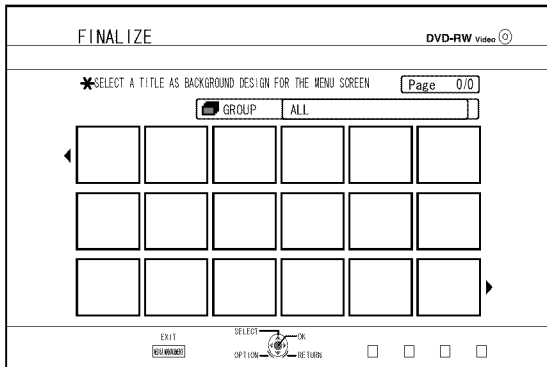 FINALIZE DVD-RW Video
✱SELECT A TITLE AS BACKGROUND DESIGN FOR THE MENU SCREEN Page 0/0
GROUP ALL
EXIT SELECT OK
OPTION RETURN